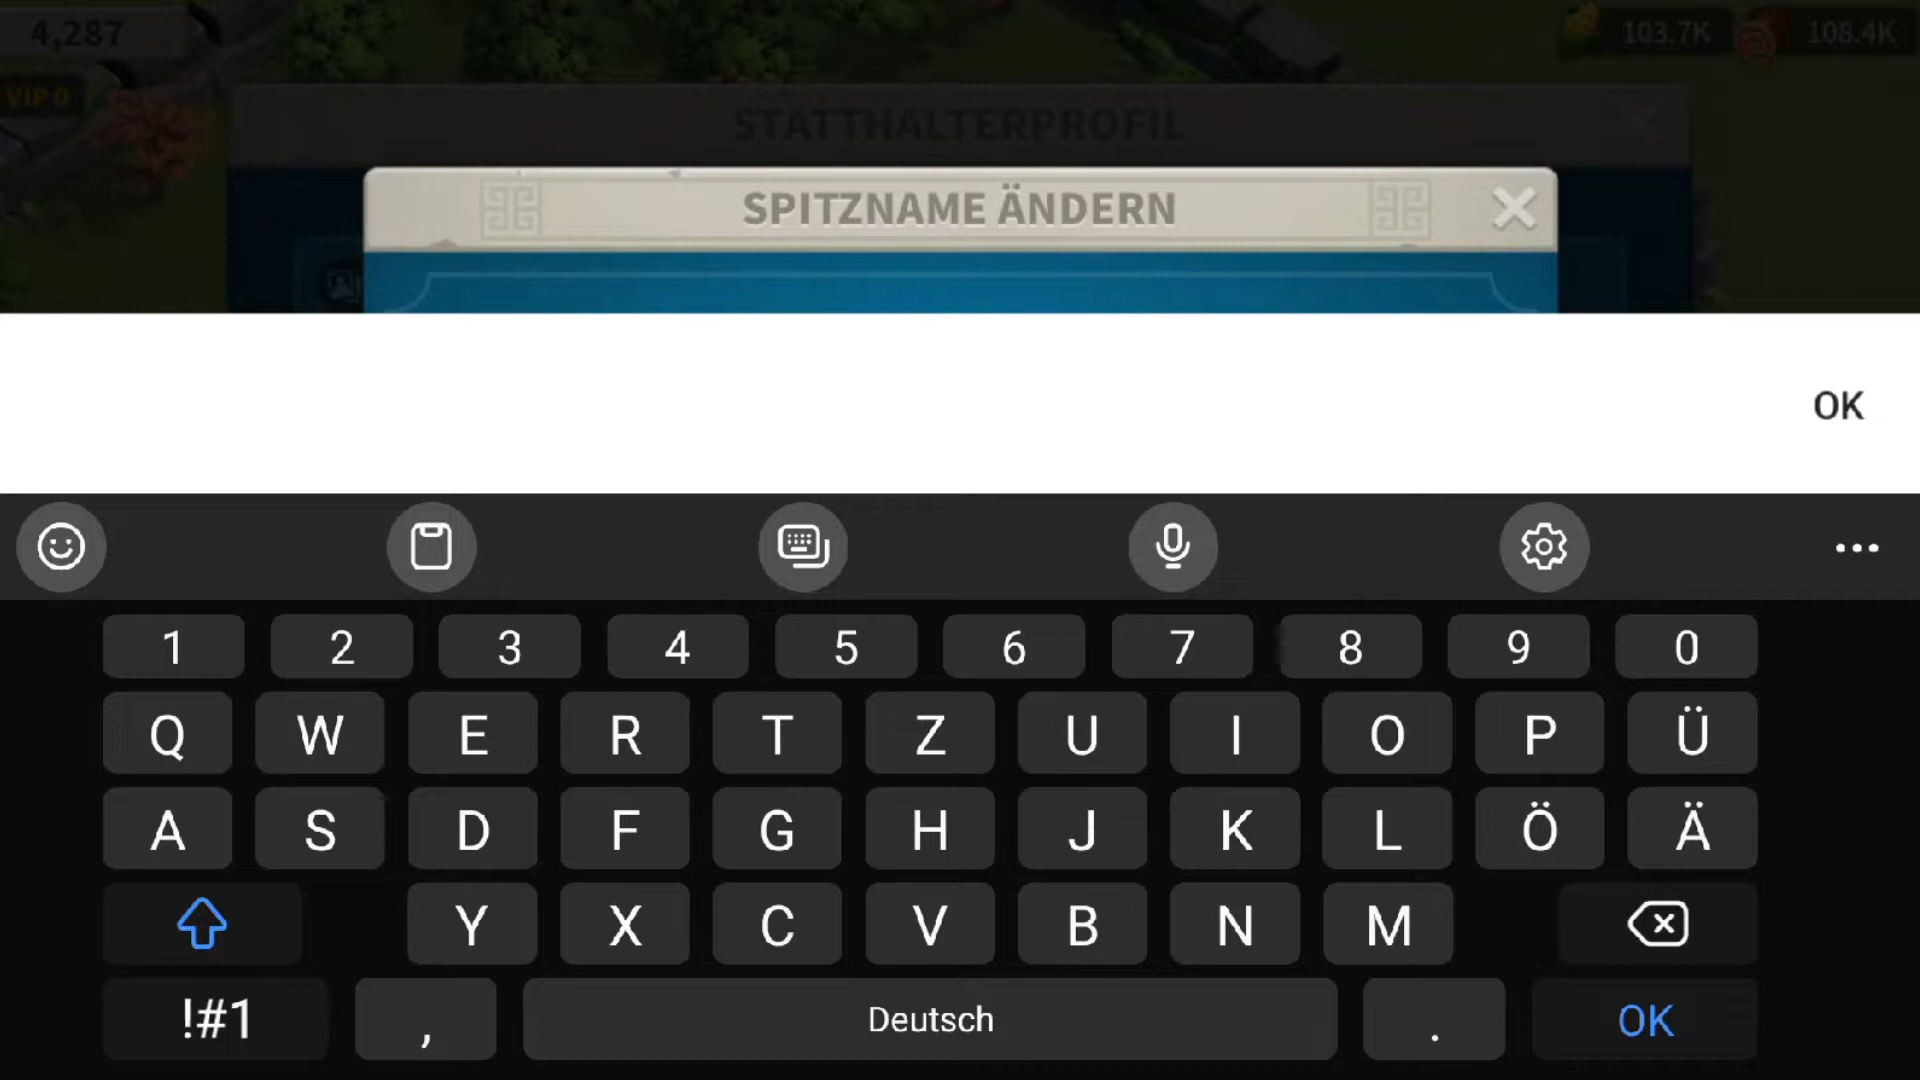 4,287
103.7K
108.4K
VIP 0
STATTHALTERPROFIL
SPITZNAME ÄNDERN
OK
1 2 3 4 5 6 7 8 9 0
Q W E R T Z U I O P Ü
A S D F G H J K L Ö Ä
Y X C V B N M
!#1 , Deutsch . OK